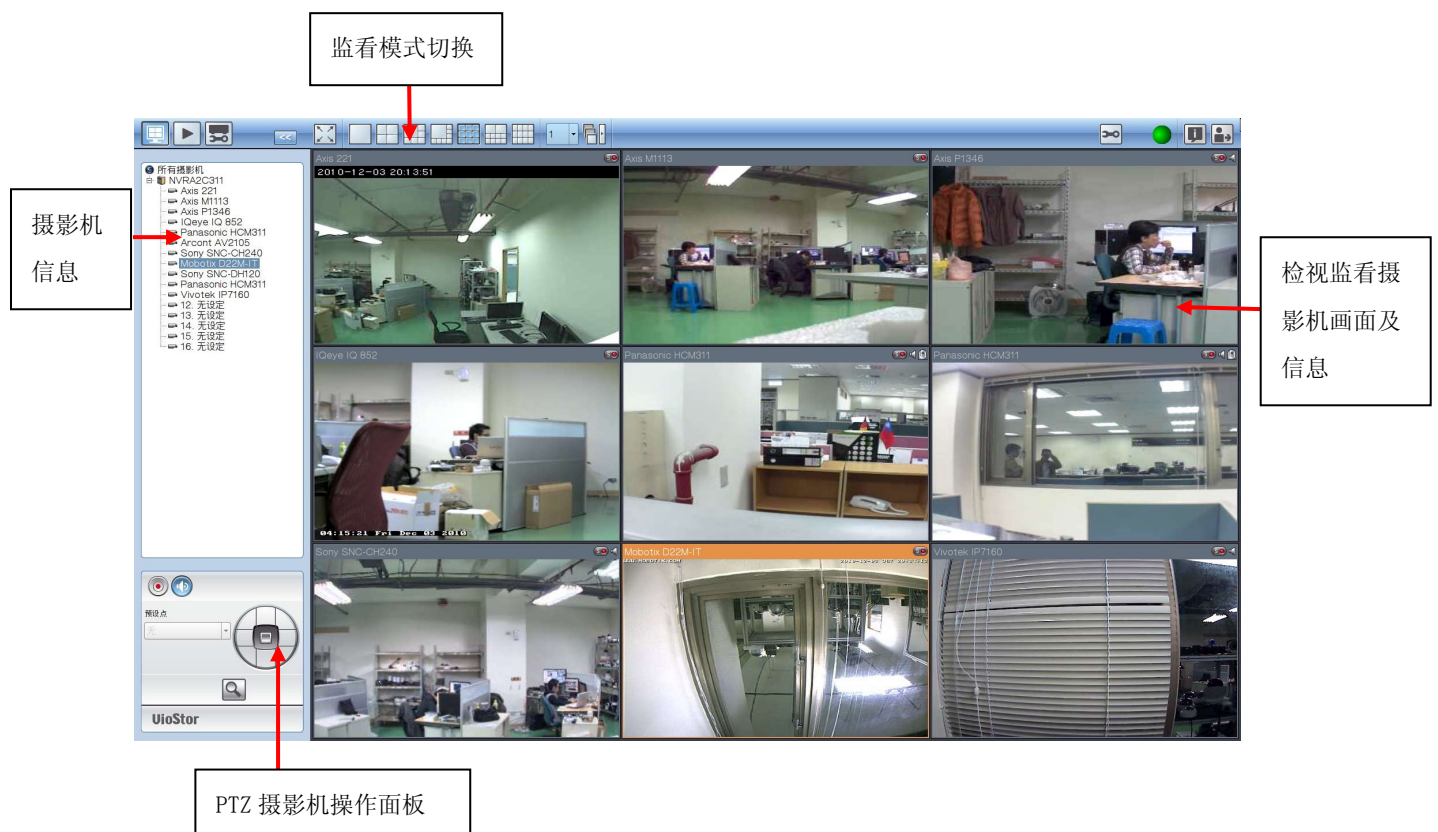 监看模式切换
摄影机
信息
检视监看摄
影机画面及
信息
PTZ 摄影机操作面板
<<
1
所有摄影机
NVRA2C311
Axis 221
Axis M1113
Axis P1346
IQeye IQ 852
Panasonic HCM311
Arcont AV2105
Sony SNC-CH240
Mobotix D22M-IT
Sony SNC-DH120
Panasonic HCM311
Vivotek IP7160
12. 无设定
13. 无设定
14. 无设定
15. 无设定
16. 无设定
预设点
无
VioStor
Axis 221
2010-12-03 20:13:51
Axis M1113
Axis P1346
IQeye IQ 852
04:15:21 Fri Dec 03 2010
Panasonic HCM311
Panasonic HCM311
Sony SNC-CH240
Mobotix D22M-IT
WWW.MOBOTIX.COM
Vivotek IP7160